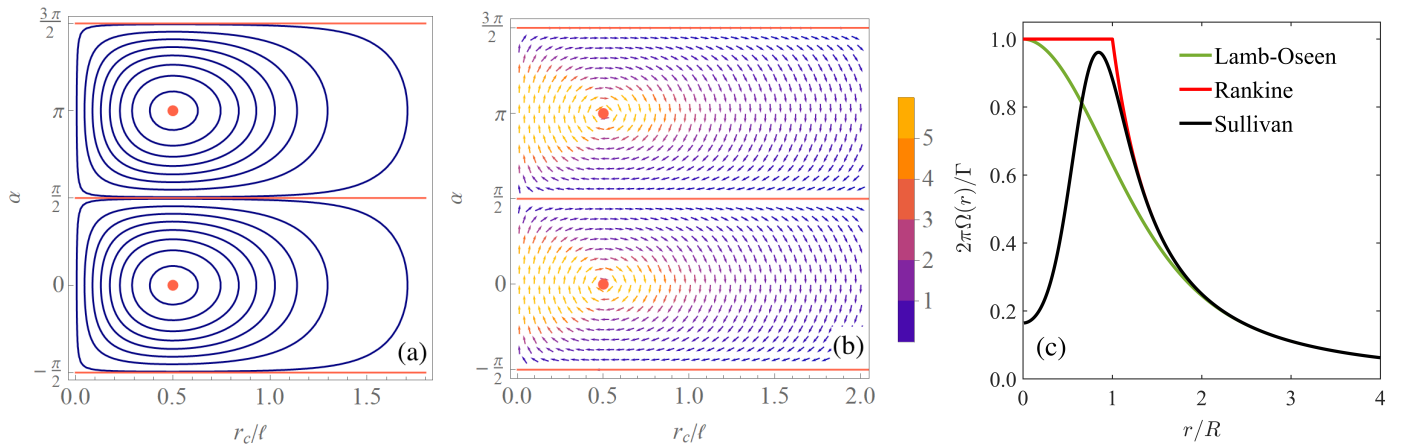 3π/2
π
π/2
0
−π/2
α
0.0 0.5 1.0 1.5
r_c/ℓ
(a)
3π/2
π
π/2
0
−π/2
α
0.0 0.5 1.0 1.5 2.0
r_c/ℓ
(b)
5
4
3
2
1
1.0
0.8
0.6
0.4
0.2
0.0
2πΩ(r)/Γ
Lamb-Oseen
Rankine
Sullivan
(c)
0 1 2 3 4
r/R